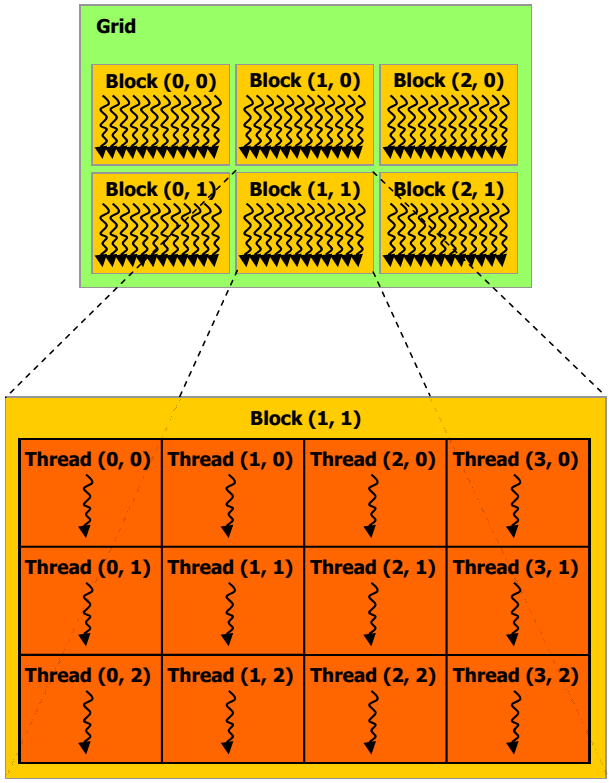 Grid
Block (0, 0) Block (1, 0) Block (2, 0)
Block (0, 1) Block (1, 1) Block (2, 1)
Block (1, 1)
Thread (0, 0) Thread (1, 0) Thread (2, 0) Thread (3, 0)
Thread (0, 1) Thread (1, 1) Thread (2, 1) Thread (3, 1)
Thread (0, 2) Thread (1, 2) Thread (2, 2) Thread (3, 2)